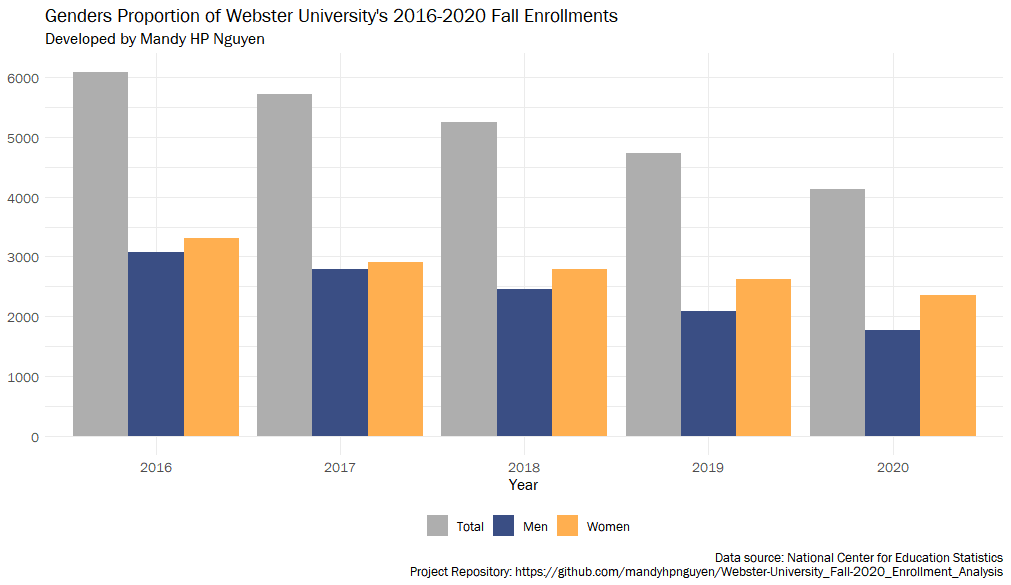 Genders Proportion of Webster University's 2016-2020 Fall Enrollments
Developed by Mandy HP Nguyen
6000
5000
4000
3000
2000
1000
0
2016 2017 2018 2019 2020
Year
Total Men Women
Data source: National Center for Education Statistics
Project Repository: https://github.com/mandyhpnguyen/Webster-University_Fall-2020_Enrollment_Analysis